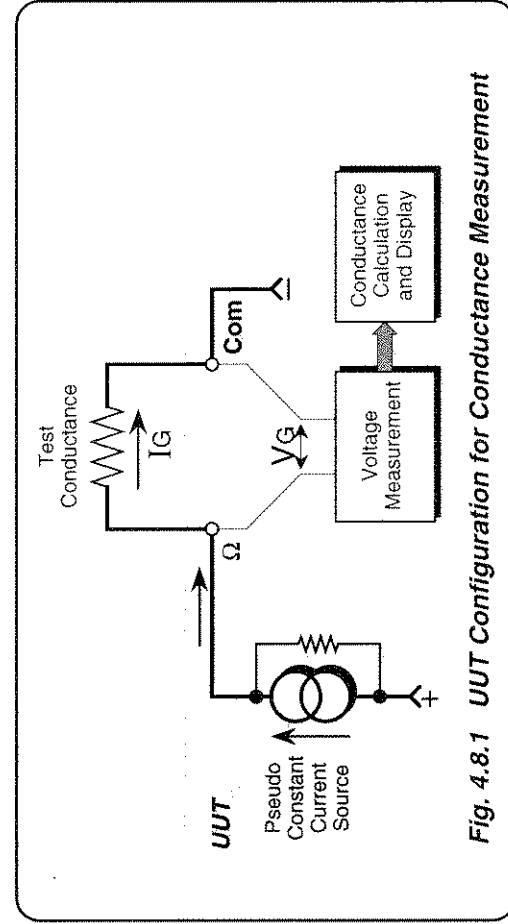 Test
Conductance
IG
Ω
Com
VG
UUT
Pseudo
Constant
Current
Source
+
Voltage
Measurement
Conductance
Calculation
and Display
Fig. 4.8.1 UUT Configuration for Conductance Measurement